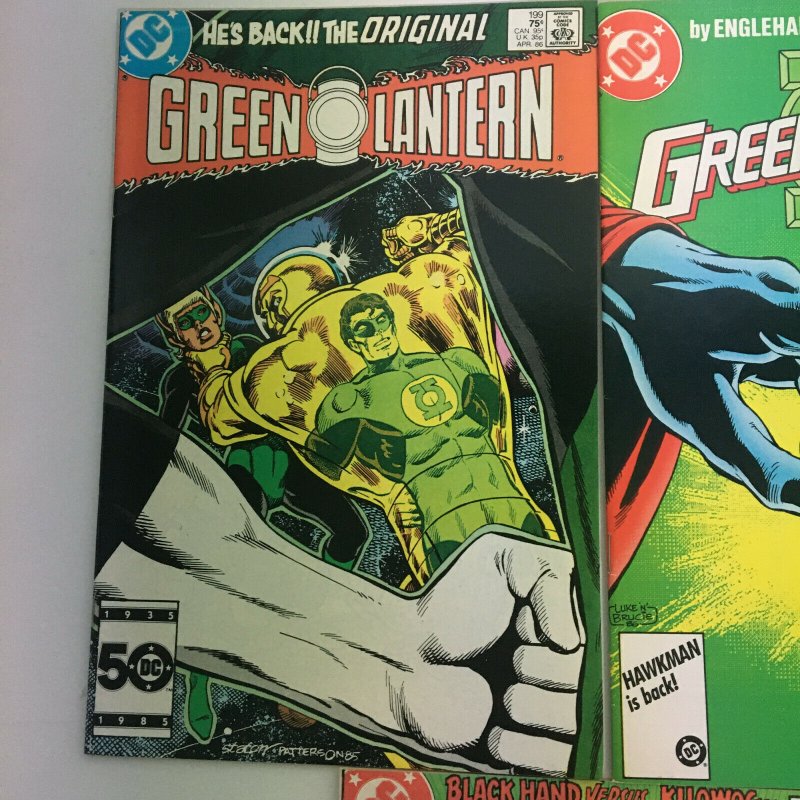 DC
HE'S BACK!! THE ORIGINAL
199
75¢
CAN. 95¢
U.K. 35p
APR. 86
APPROVED
BY THE
COMICS
CODE
AUTHORITY
GREEN LANTERN
1935
50 DC
1985
STATON & PATTERSON 85
by ENGLEHA
DC
GREE
LUKE N'
BRUCIE
86
HAWKMAN
is back!
DC
BLACK HAND VERSUS KILOWOG